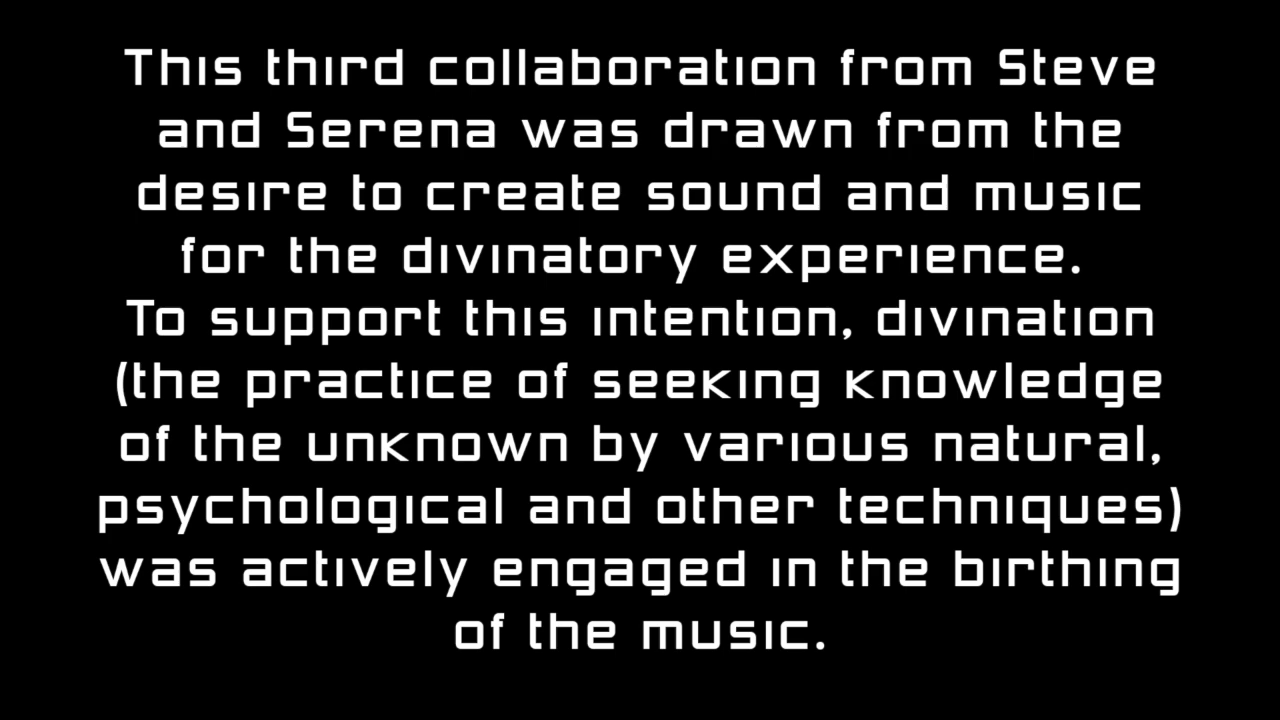 This third collaboration from Steve
and Serena was drawn from the
desire to create sound and music
for the divinatory experience.
To support this intention, divination
(the practice of seeking knowledge
of the unknown by various natural,
psychological and other techniques)
was actively engaged in the birthing
of the music.